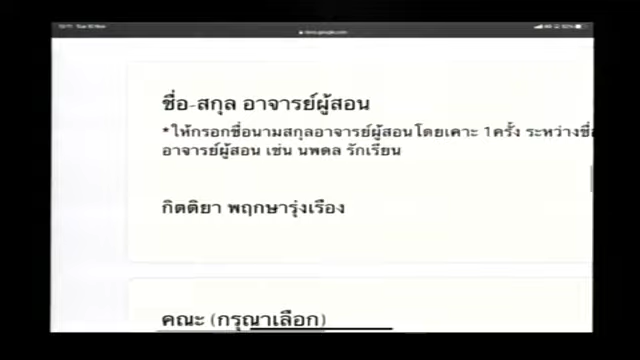 docs.google.com
ชื่อ-สกุล อาจารย์ผู้สอน
*ให้กรอกชื่อนามสกุลอาจารย์ผู้สอนโดยเคาะ 1ครั้ง ระหว่างชื่อ
อาจารย์ผู้สอน เช่น นพดล รักเรียน
กิตติยา พฤกษารุ่งเรือง
คณะ (กรุณาเลือก)